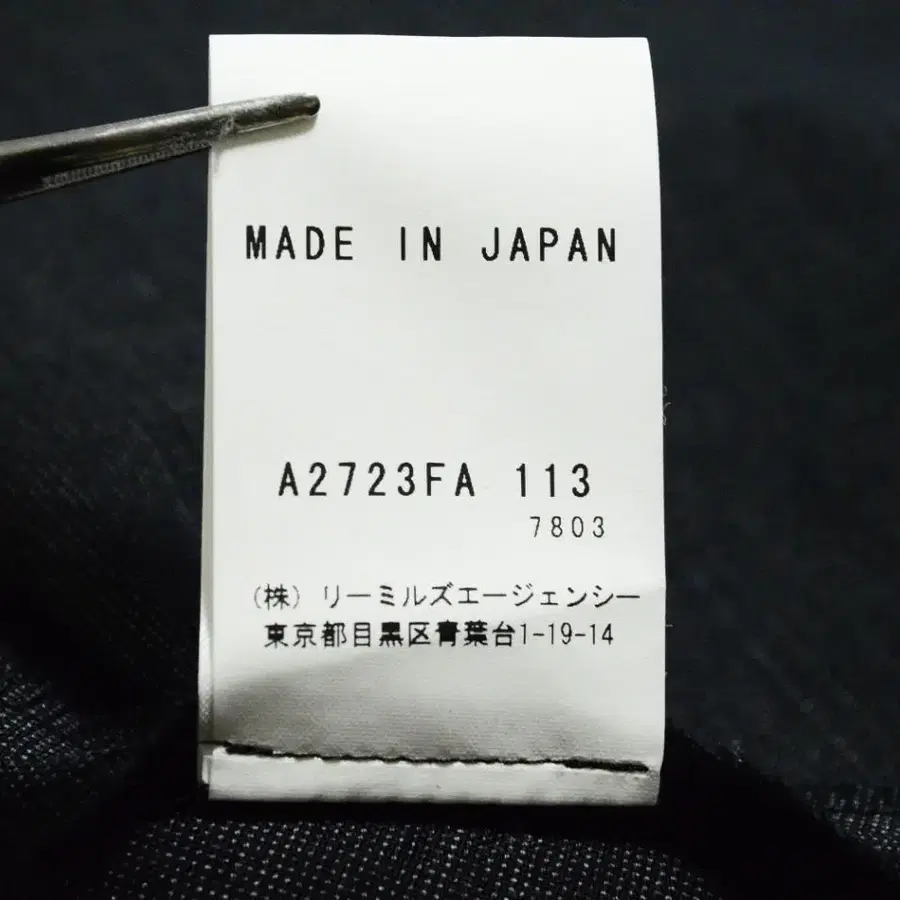 MADE IN JAPAN
A2723FA 113
7803
(株) リーミルズエージェンシー
東京都目黒区青葉台1-19-14